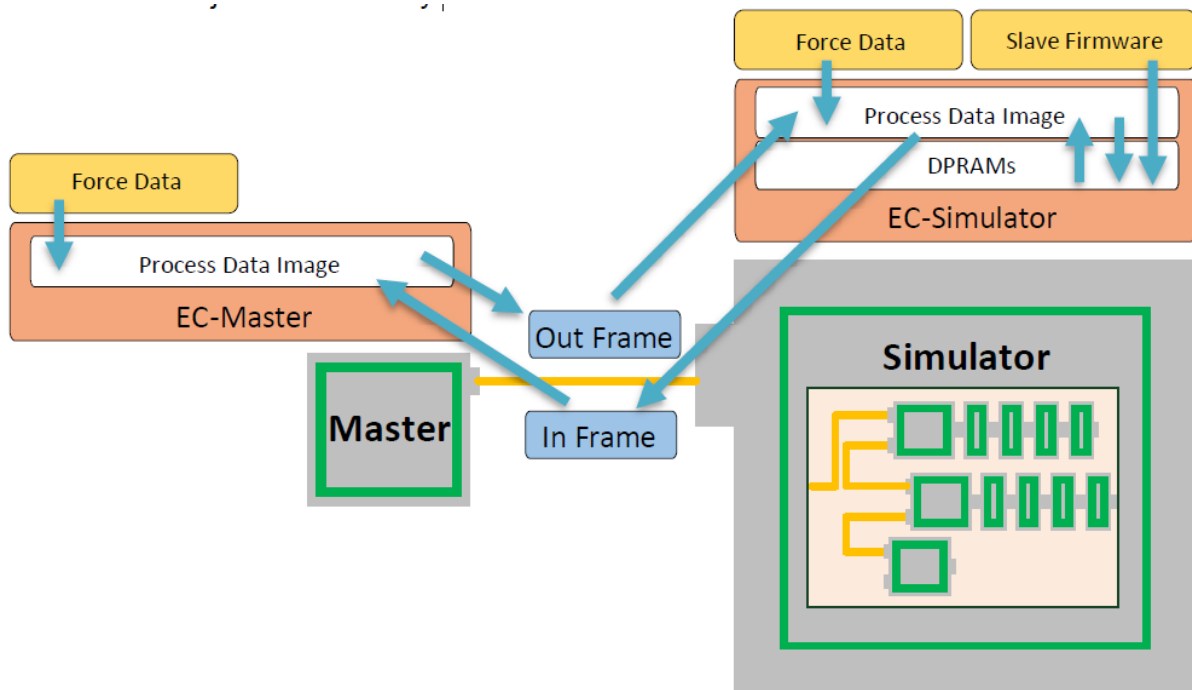 Force Data
Slave Firmware
Process Data Image
DPRAMs
EC-Simulator
Force Data
Process Data Image
EC-Master
Out Frame
In Frame
Master
Simulator